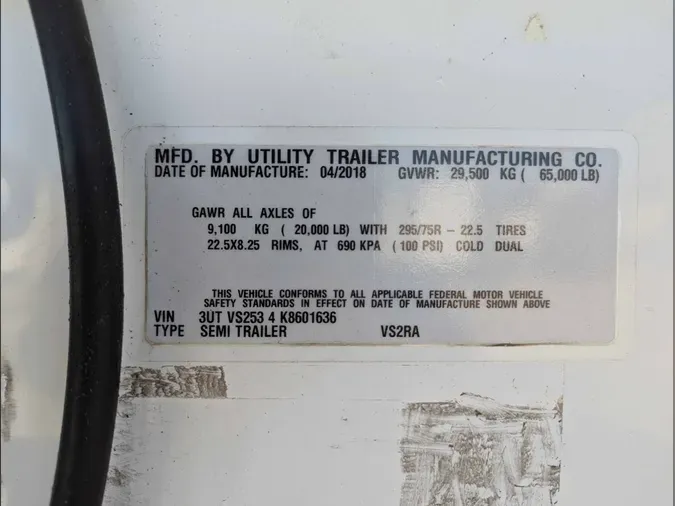 MFD. BY UTILITY TRAILER MANUFACTURING CO.
DATE OF MANUFACTURE: 04/2018 GVWR: 29,500 KG ( 65,000 LB)
GAWR ALL AXLES OF
9,100 KG ( 20,000 LB) WITH 295/75R - 22.5 TIRES
22.5X8.25 RIMS, AT 690 KPA (100 PSI) COLD DUAL
THIS VEHICLE CONFORMS TO ALL APPLICABLE FEDERAL MOTOR VEHICLE
SAFETY STANDARDS IN EFFECT ON DATE OF MANUFACTURE SHOWN ABOVE
VIN 3UT VS253 4 K8601636
TYPE SEMI TRAILER VS2RA